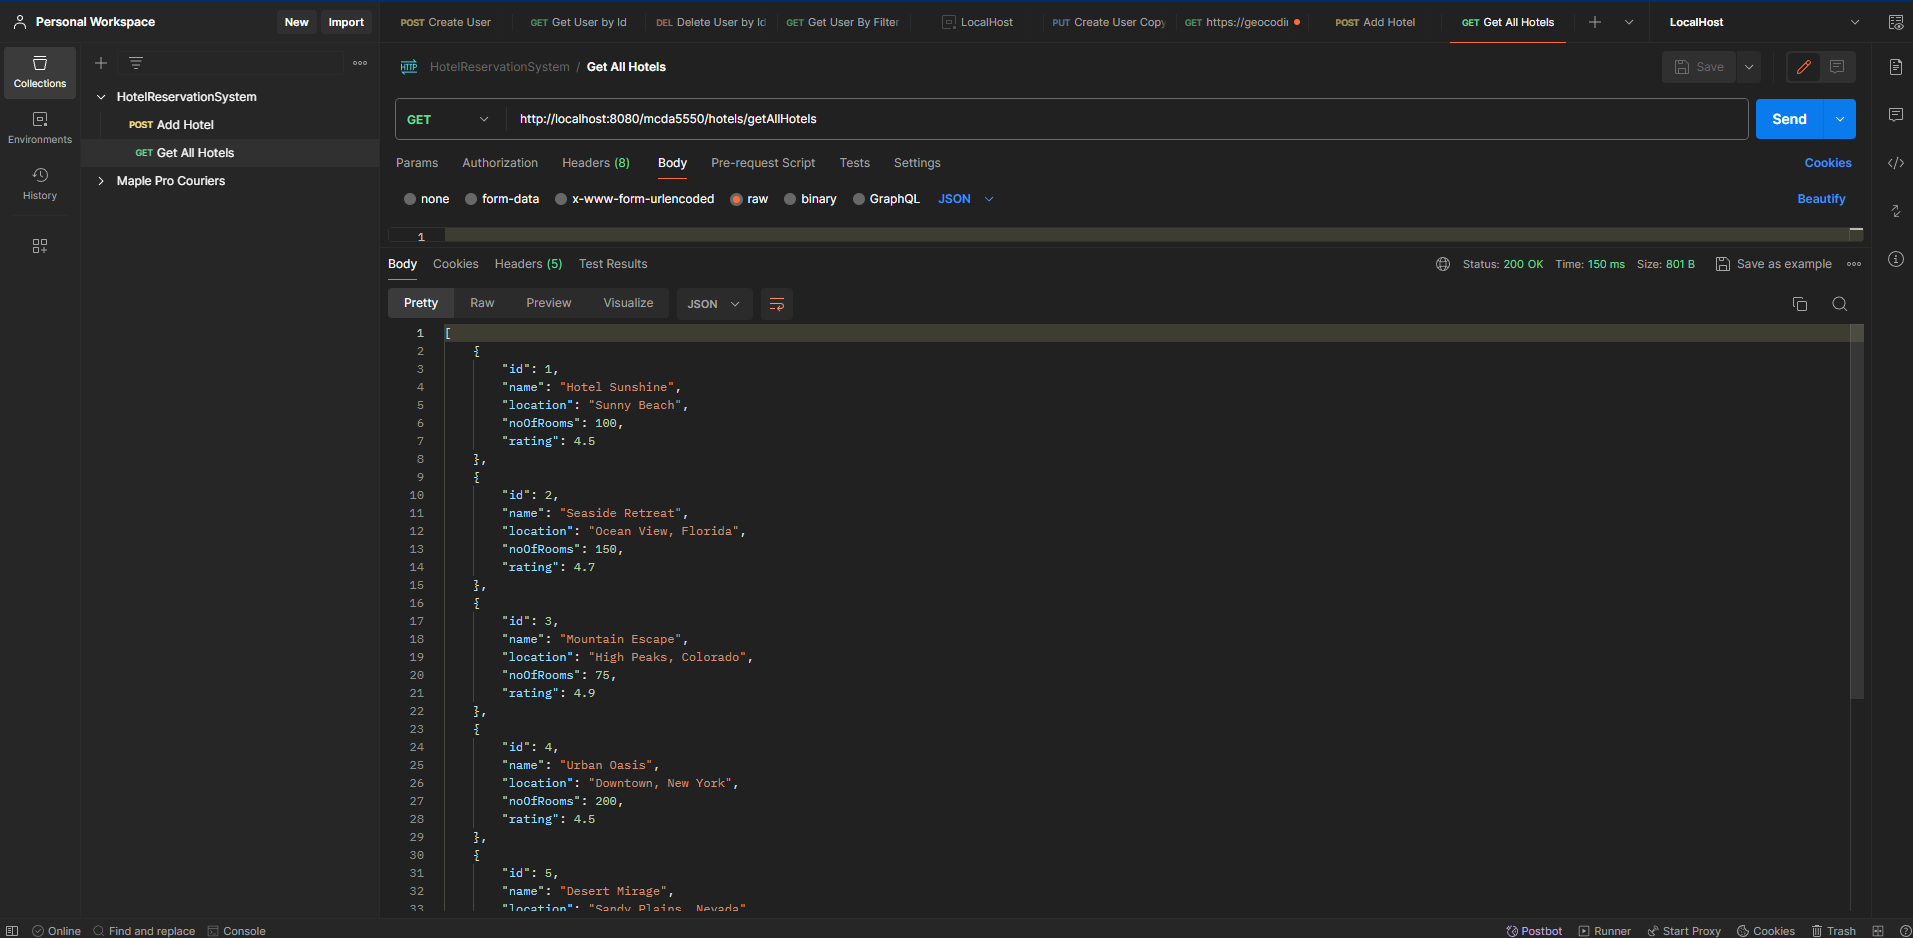 Personal Workspace
New
Import
POST Create User
GET Get User by Id
DEL Delete User by Id
GET Get User By Filter
LocalHost
PUT Create User Copy
GET https://geocodi
POST Add Hotel
GET Get All Hotels
LocalHost
Collections
Environments
History
HotelReservationSystem
POST Add Hotel
GET Get All Hotels
Maple Pro Couriers
HTTP HotelReservationSystem / Get All Hotels
Save
GET http://localhost:8080/mcda5550/hotels/getAllHotels
Send
Params Authorization Headers (8) Body Pre-request Script Tests Settings
Cookies
none form-data x-www-form-urlencoded raw binary GraphQL JSON
Beautify
1
Body Cookies Headers (5) Test Results
Status: 200 OK Time: 150 ms Size: 801 B Save as example
Pretty Raw Preview Visualize JSON
1 [
2 {
3 "id": 1,
4 "name": "Hotel Sunshine",
5 "location": "Sunny Beach",
6 "noOfRooms": 100,
7 "rating": 4.5
8 },
9 {
10 "id": 2,
11 "name": "Seaside Retreat",
12 "location": "Ocean View, Florida",
13 "noOfRooms": 150,
14 "rating": 4.7
15 },
16 {
17 "id": 3,
18 "name": "Mountain Escape",
19 "location": "High Peaks, Colorado",
20 "noOfRooms": 75,
21 "rating": 4.9
22 },
23 {
24 "id": 4,
25 "name": "Urban Oasis",
26 "location": "Downtown, New York",
27 "noOfRooms": 200,
28 "rating": 4.5
29 },
30 {
31 "id": 5,
32 "name": "Desert Mirage",
33 "location": "Sandy Plains, Nevada"
Online Find and replace Console
Postbot Runner Start Proxy Cookies Trash